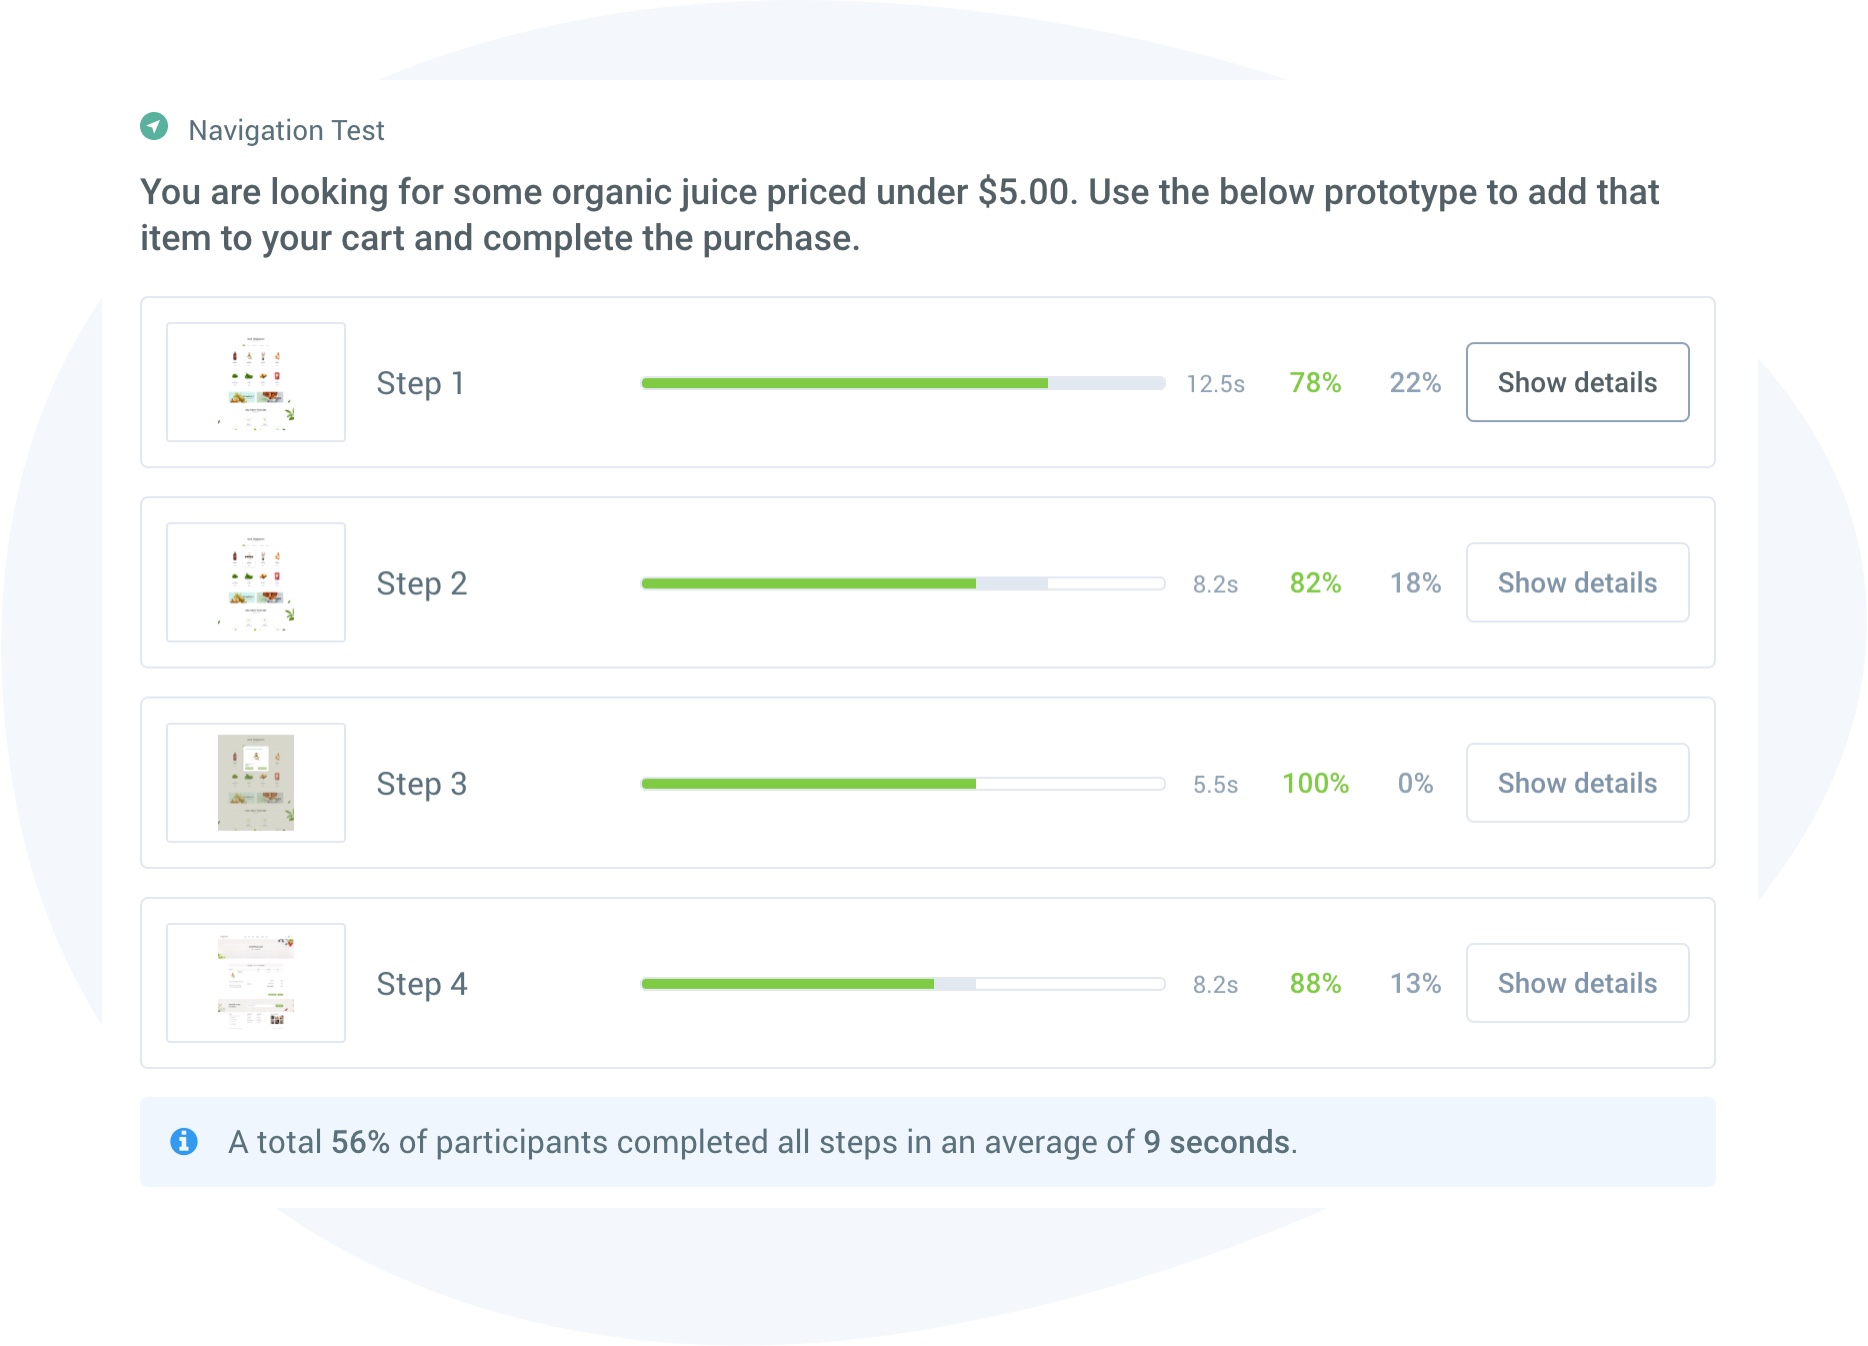 Navigation Test
You are looking for some organic juice priced under $5.00. Use the below prototype to add that
item to your cart and complete the purchase.
Step 1 12.5s 78% 22% Show details
Step 2 8.2s 82% 18% Show details
Step 3 5.5s 100% 0% Show details
Step 4 8.2s 88% 13% Show details
A total 56% of participants completed all steps in an average of 9 seconds.